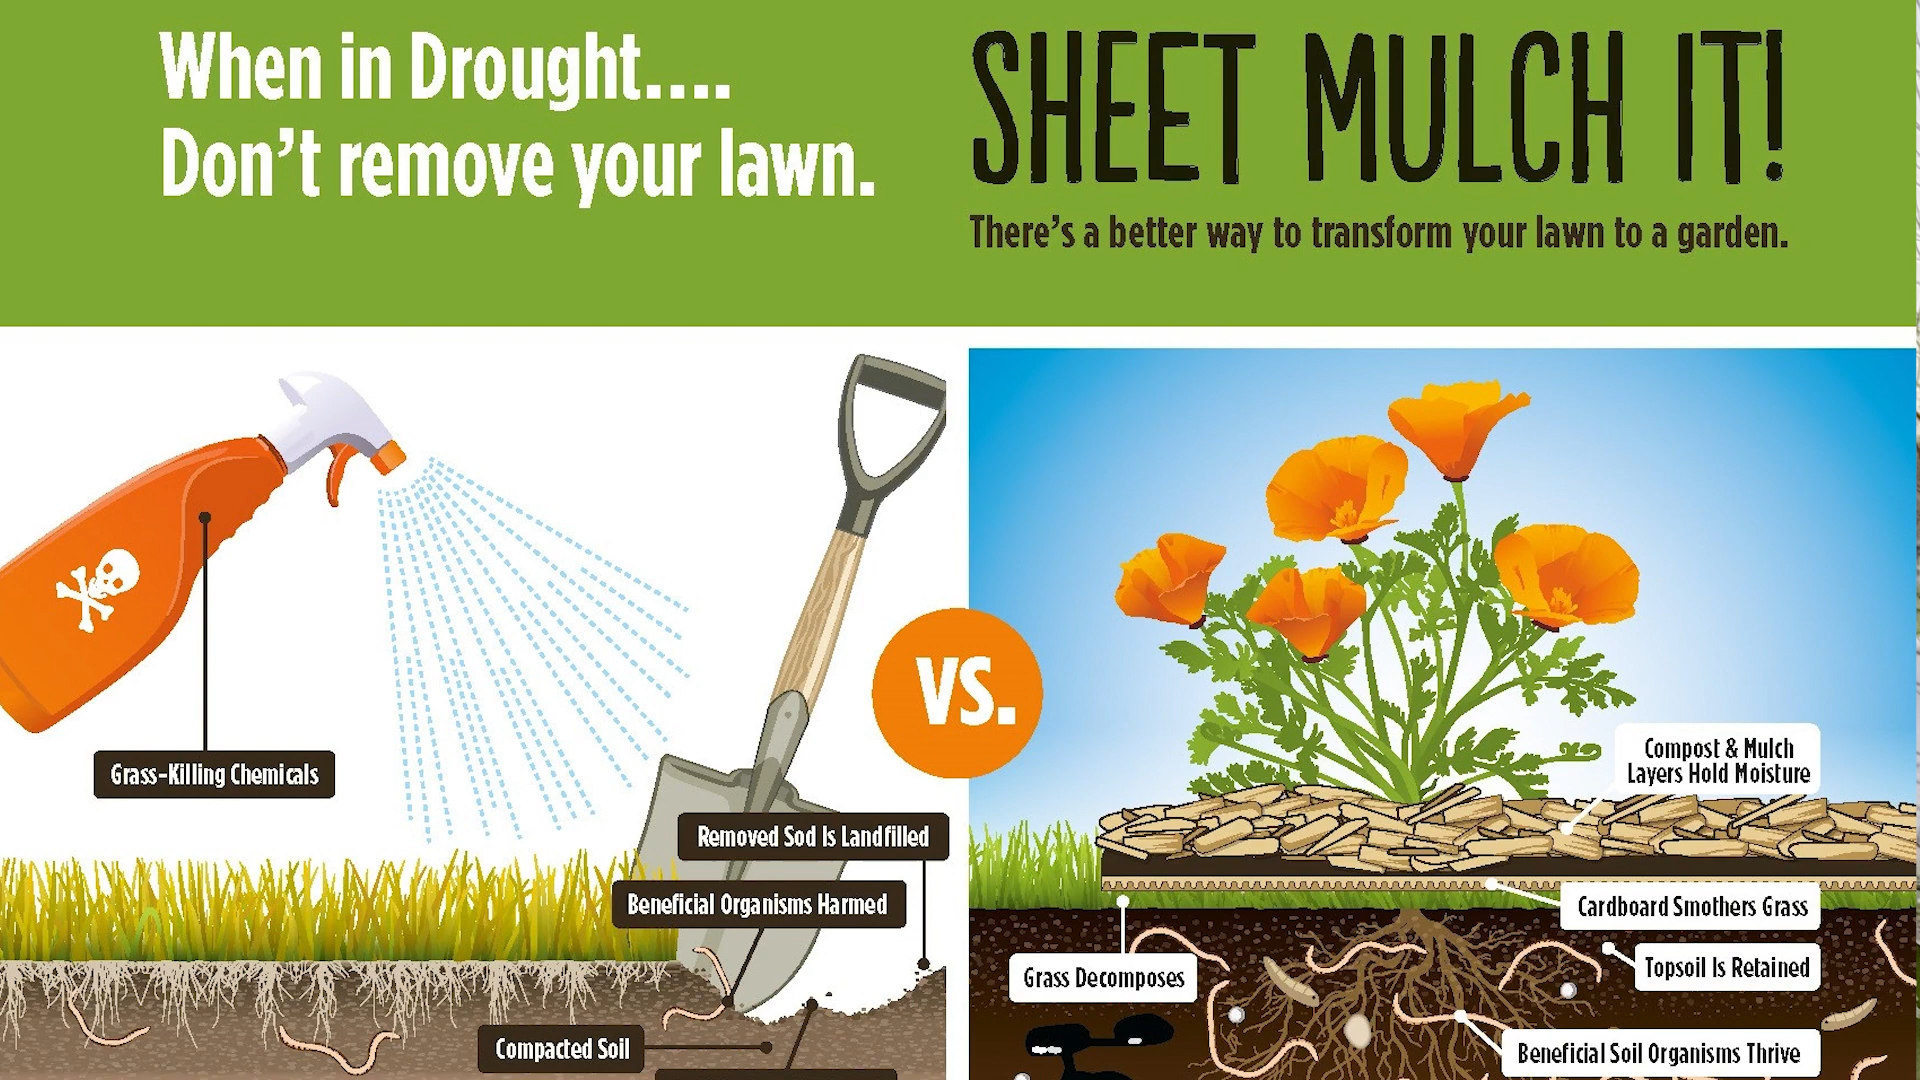 When in Drought....
Don't remove your lawn.
SHEET MULCH IT!
There's a better way to transform your lawn to a garden.
Grass-Killing Chemicals
Removed Sod Is Landfilled
Beneficial Organisms Harmed
Compacted Soil
VS.
Compost & Mulch
Layers Hold Moisture
Cardboard Smothers Grass
Topsoil Is Retained
Grass Decomposes
Beneficial Soil Organisms Thrive